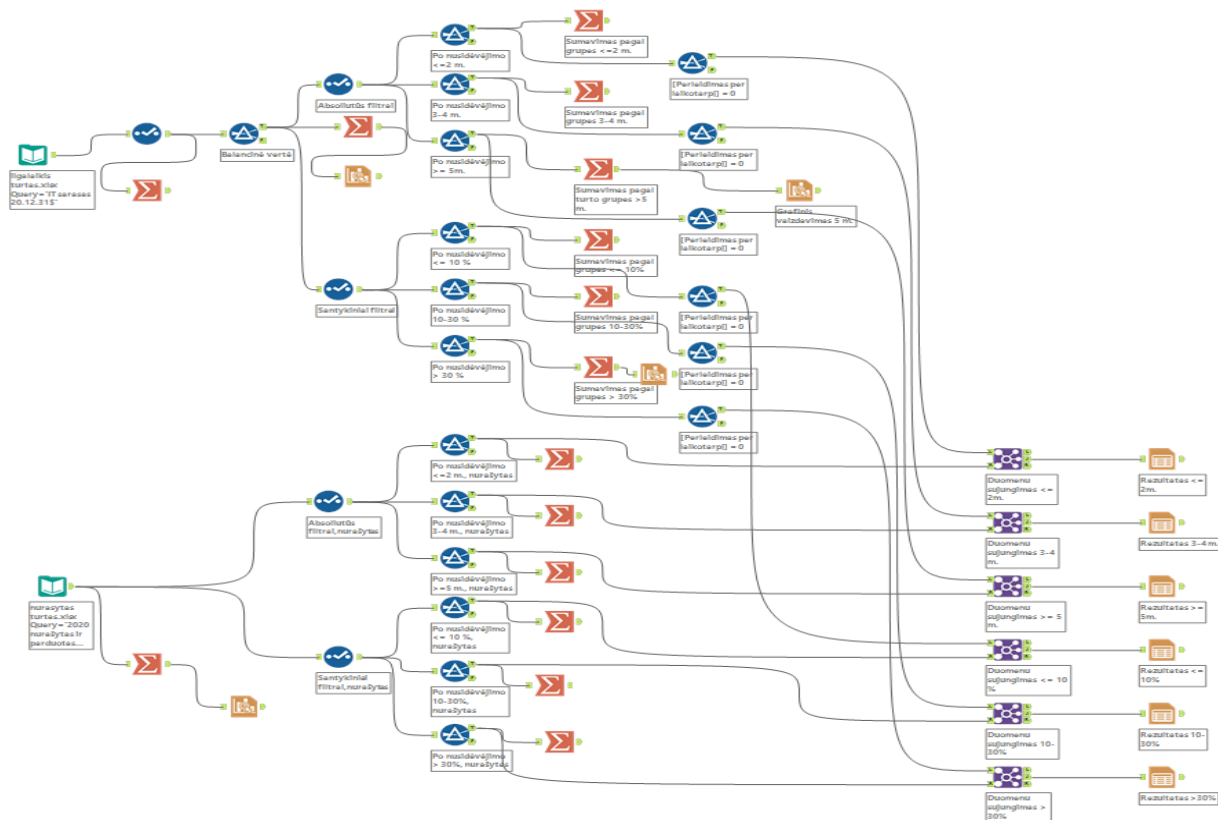 Ilgalaikis
turtas.xlsx
Query=`IT sarasas
20.12.31$`
Balansinė vertė
Absoliutūs filtrai
Santykiniai filtrai
Po nusidėvėjimo
<=2 m.
Po nusidėvėjimo
3-4 m.
Po nusidėvėjimo
>= 5m.
Po nusidėvėjimo
<= 10 %
Po nusidėvėjimo
10-30 %
Po nusidėvėjimo
> 30 %
Sumavimas pagal
grupes <=2 m.
Sumavimas pagal
grupes 3-4 m.
Sumavimas pagal
turto grupes >5
m.
Sumavimas pagal
grupes <= 10%
Sumavimas pagal
grupes 10-30%
Sumavimas pagal
grupes > 30%
[Perleidimas per
laikotarpį] = 0
[Perleidimas per
laikotarpį] = 0
[Perleidimas per
laikotarpį] = 0
[Perleidimas per
laikotarpį] = 0
[Perleidimas per
laikotarpį] = 0
[Perleidimas per
laikotarpį] = 0
Grafinis
vaizdavimas 5 m.
nurasytas
turtas.xlsx
Query=`2020
nurašytas ir
parduotas...
Absoliutūs
filtrai,nurašytas
Santykiniai
filtrai,nurašytas
Po nusidėvėjimo
<=2 m., nurašytas
Po nusidėvėjimo
3-4 m., nurašytas
Po nusidėvėjimo
>=5 m., nurašytas
Po nusidėvėjimo
<= 10 %,
nurašytas
Po nusidėvėjimo
10-30%,
nurašytas
Po nusidėvėjimo
> 30%, nurašytas
Duomenu
sujungimas <=
2m.
Duomenu
sujungimas 3-4
m.
Duomenu
sujungimas >= 5
m.
Duomenu
sujungimas <= 10
%
Duomenu
sujungimas 10-
30%
Duomenu
sujungimas >
30%
Rezultatas <=
2m.
Rezultatas 3-4 m.
Rezultatas >=
5m.
Rezultatas <=
10%
Rezultatas 10-
30%
Rezultatas >30%